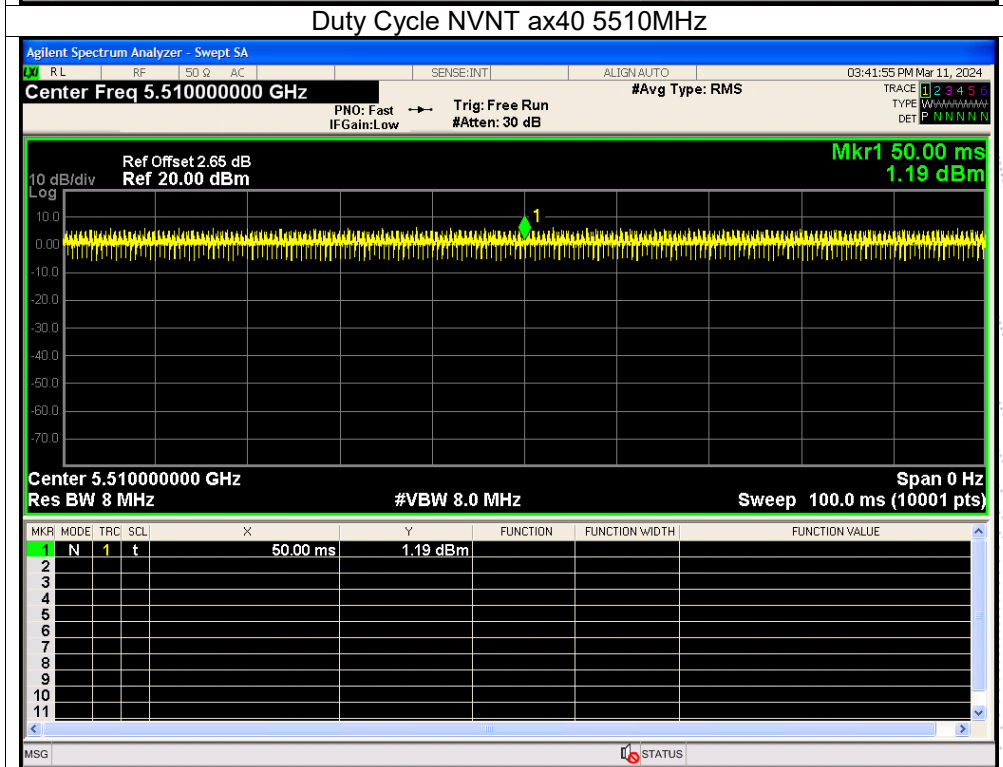 Duty Cycle NVNT ax40 5510MHz
Agilent Spectrum Analyzer - Swept SA
LXI RL RF 50 Ω AC SENSE:INT ALIGN AUTO 03:41:55 PM Mar 11, 2024
Center Freq 5.510000000 GHz #Avg Type: RMS TRACE 1 2 3 4 5 6
PNO: Fast Trig: Free Run TYPE WWWWWW
IFGain:Low #Atten: 30 dB DET P N N N N N
Mkr1 50.00 ms
Ref Offset 2.65 dB
10 dB/div Ref 20.00 dBm 1.19 dBm
Log
10.0
1
0.00
-10.0
-20.0
-30.0
-40.0
-50.0
-60.0
-70.0
Center 5.510000000 GHz Span 0 Hz
Res BW 8 MHz #VBW 8.0 MHz Sweep 100.0 ms (10001 pts)
MKR MODE TRC SCL X Y FUNCTION FUNCTION WIDTH FUNCTION VALUE
1 N 1 t 50.00 ms 1.19 dBm
2
3
4
5
6
7
8
9
10
11
MSG STATUS